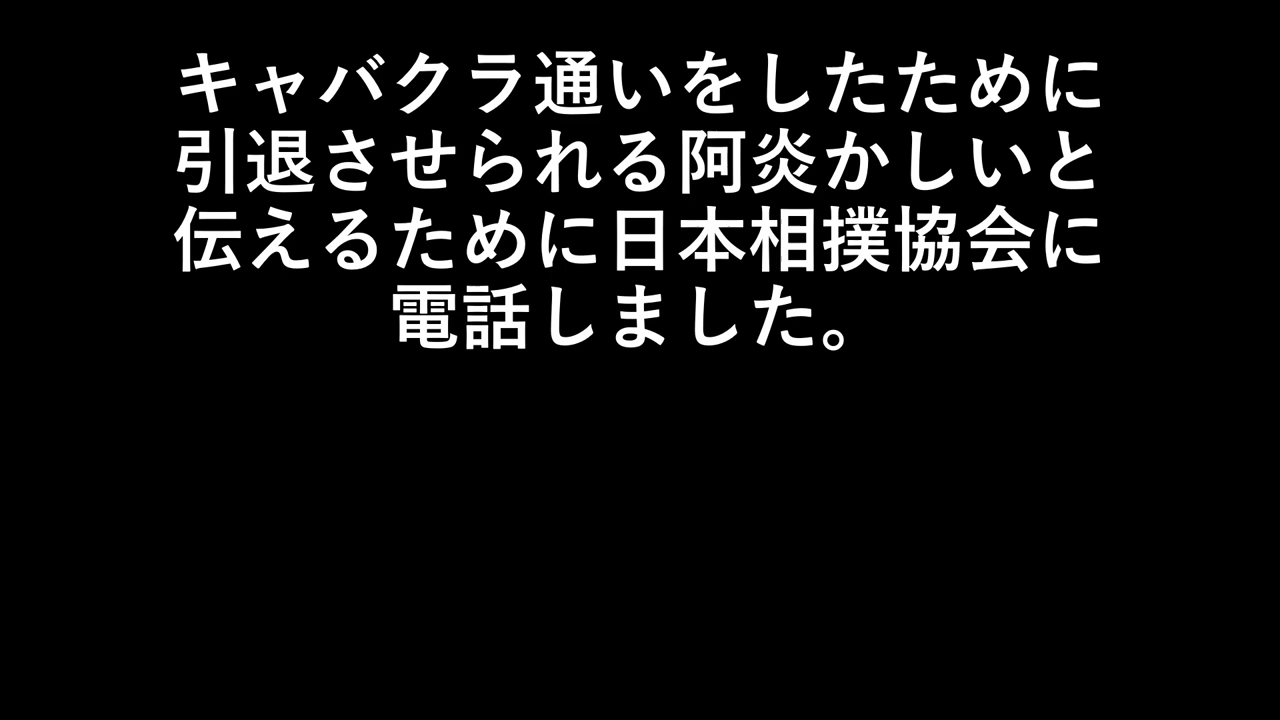 キャバクラ通いをしたために
引退させられる阿炎かしいと
伝えるために日本相撲協会に
電話しました。